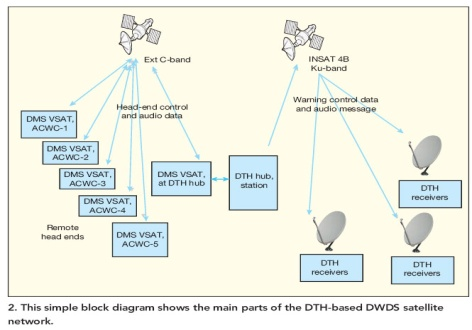 Ext C-band
INSAT 4B
Ku-band
Head-end control
and audio data
Warning control data
and audio message
DMS VSAT,
ACWC-1
DMS VSAT,
ACWC-2
DMS VSAT,
ACWC-3
DMS VSAT,
ACWC-4
DMS VSAT,
ACWC-5
Remote
head ends
DMS VSAT,
at DTH hub
DTH hub,
station
DTH
receivers
DTH
receivers
DTH
receivers
2. This simple block diagram shows the main parts of the DTH-based DWDS satellite
network.